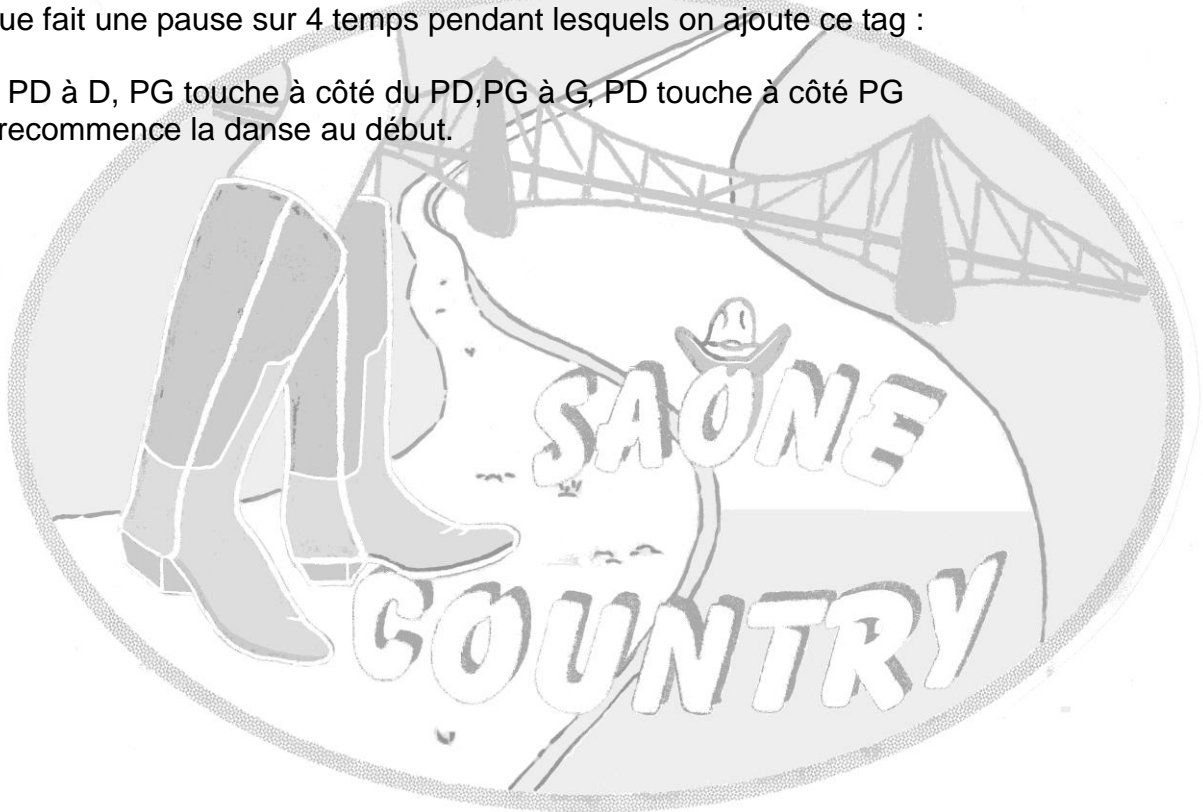 ue fait une pause sur 4 temps pendant lesquels on ajoute ce tag :
PD à D, PG touche à côté du PD,PG à G, PD touche à côté PG
recommence la danse au début.
SAÔNE
COUNTRY